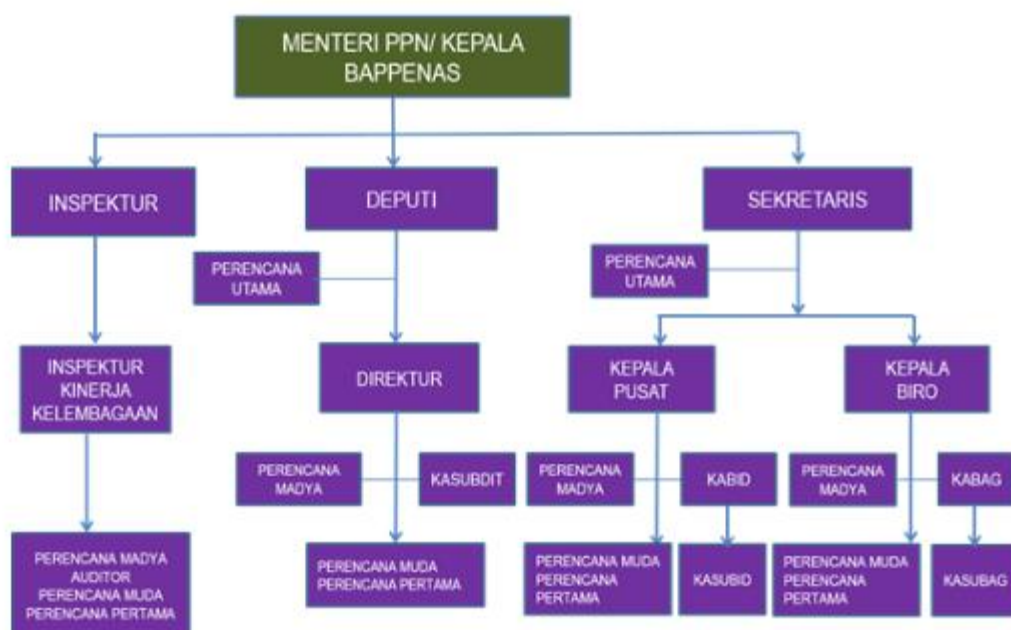 MENTERI PPN/ KEPALA
BAPPENAS
INSPEKTUR
DEPUTI
SEKRETARIS
PERENCANA
UTAMA
PERENCANA
UTAMA
INSPEKTUR
KINERJA
KELEMBAGAAN
DIREKTUR
KEPALA
PUSAT
KEPALA
BIRO
PERENCANA
MADYA
KASUBDIT
PERENCANA
MADYA
KABID
PERENCANA
MADYA
KABAG
PERENCANA MADYA
AUDITOR
PERENCANA MUDA
PERENCANA PERTAMA
PERENCANA MUDA
PERENCANA PERTAMA
PERENCANA MUDA
PERENCANA
PERTAMA
KASUBID
PERENCANA MUDA
PERENCANA
PERTAMA
KASUBAG